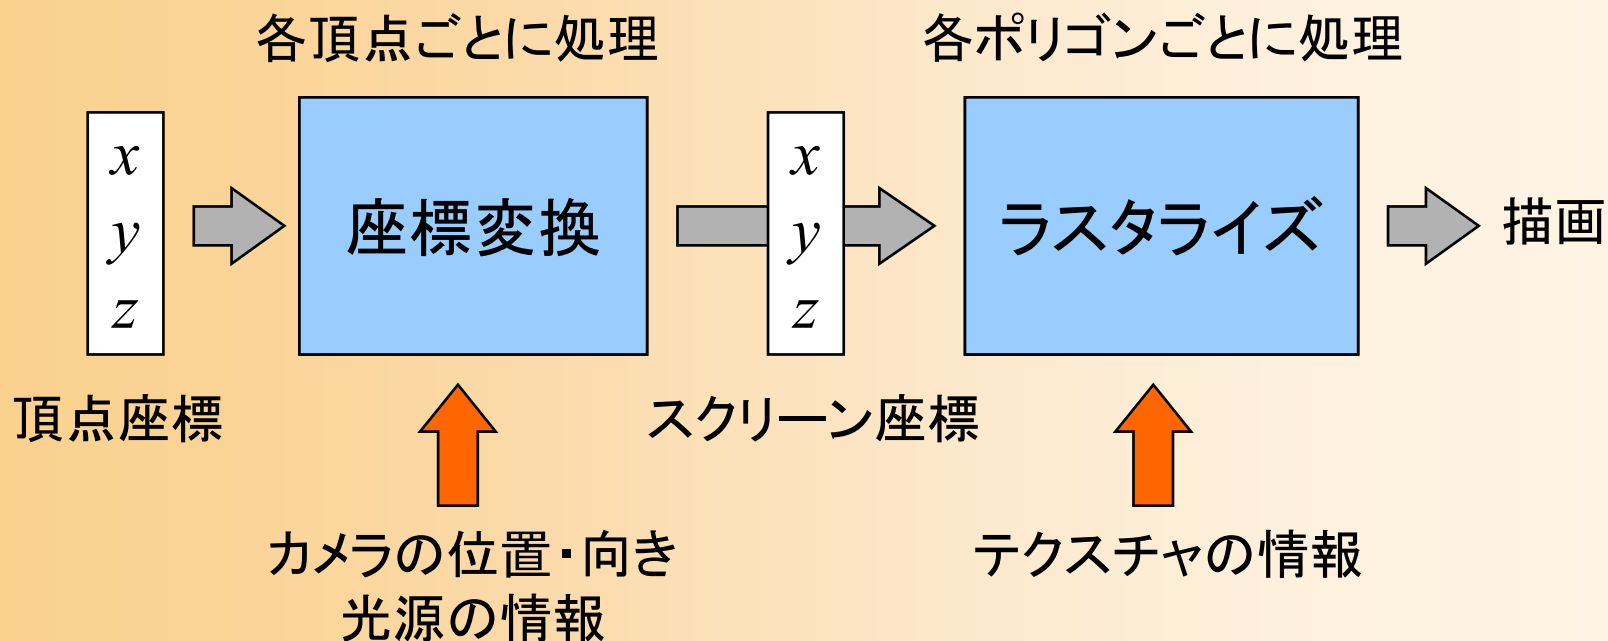 各頂点ごとに処理
各ポリゴンごとに処理
x
y
z
座標変換
x
y
z
ラスタライズ
描画
頂点座標
スクリーン座標
カメラの位置・向き
光源の情報
テクスチャの情報